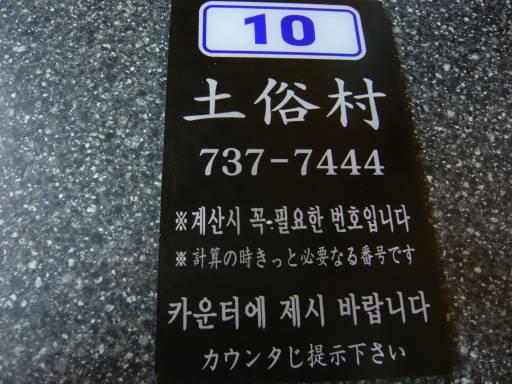 10
土俗村
737-7444
※계산시 꼭-필요한 번호입니다
※計算の時きっと必要なる番号です
카운터에 제시 바랍니다
カウンタじ提示下さい